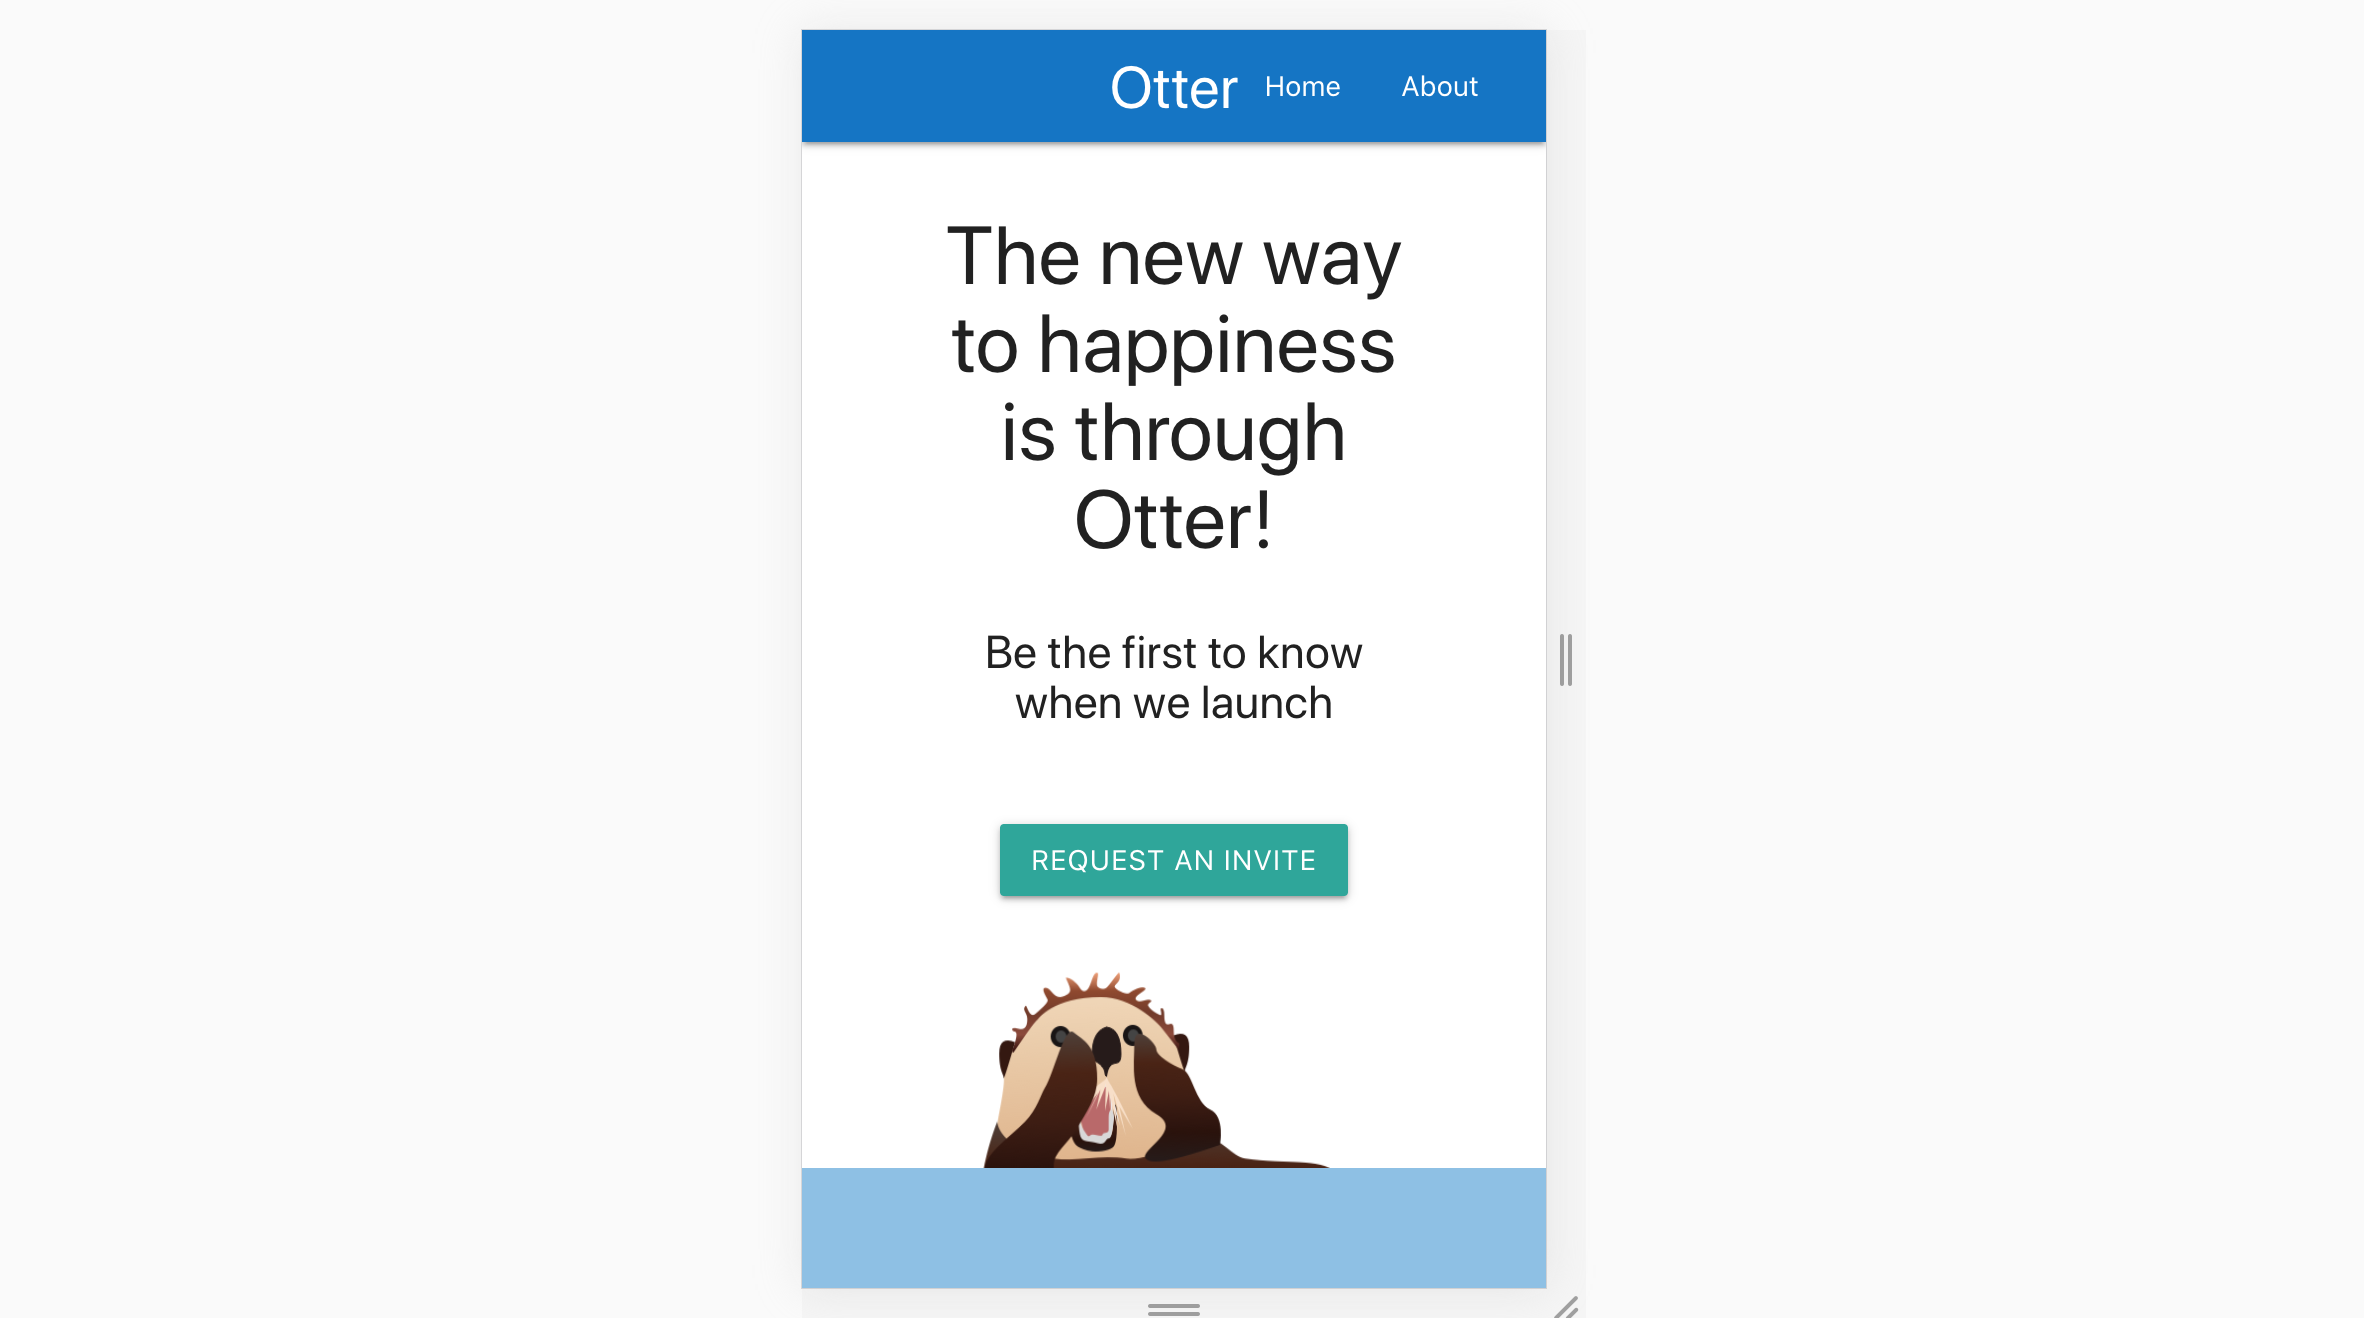 Otter Home About
The new way
to happiness
is through
Otter!
Be the first to know
when we launch
REQUEST AN INVITE